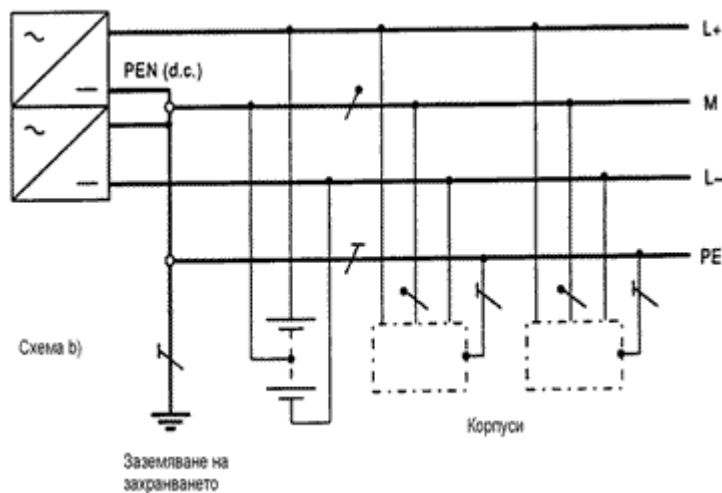 L+
PEN (d.c.)
M
L–
PE
Схема b)
Корпуси
Заземяване на
захранването